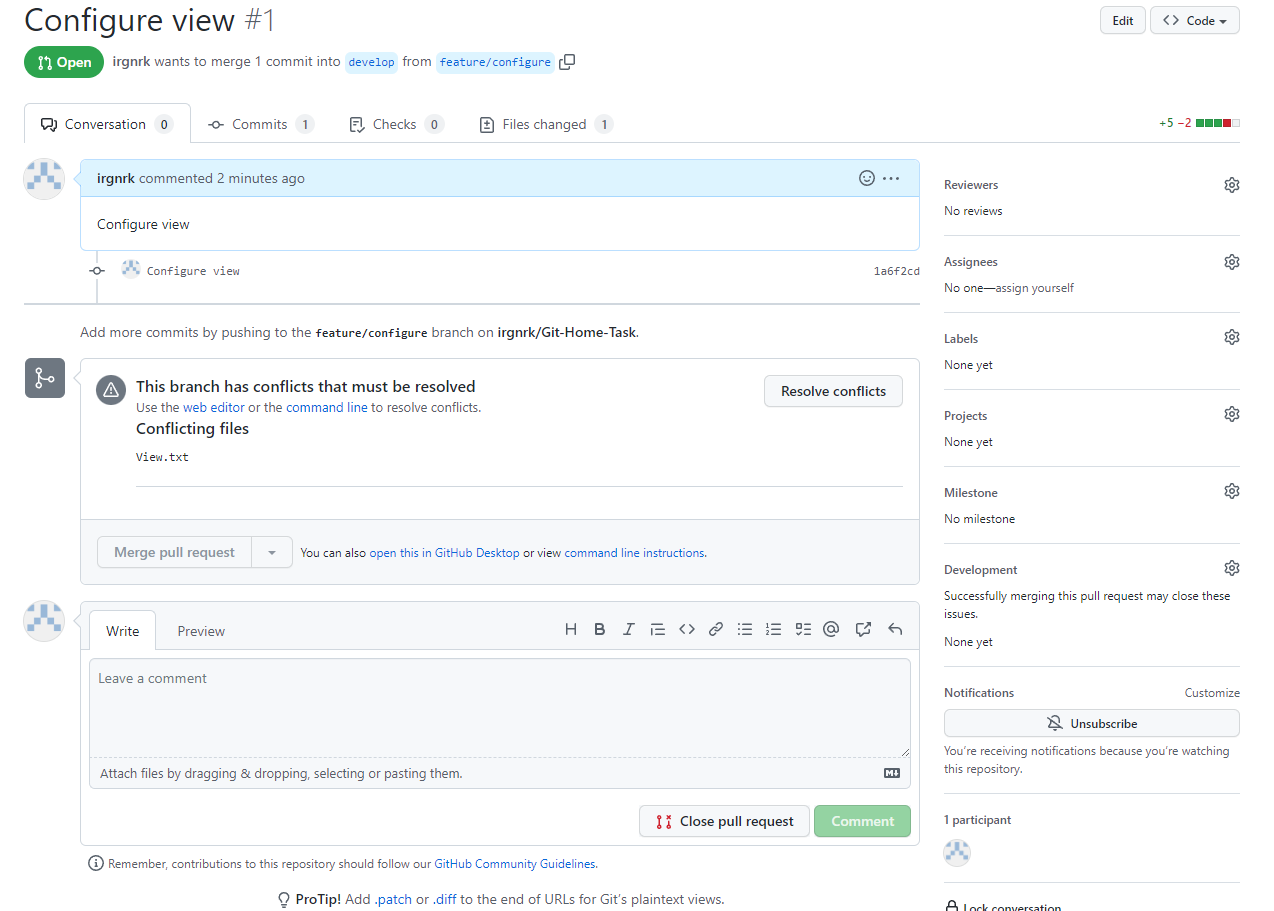 Configure view #1
Edit
Code
Open
irgnrk wants to merge 1 commit into develop from feature/configure
Conversation 0
Commits 1
Checks 0
Files changed 1
+5 −2
irgnrk commented 2 minutes ago
Configure view
Configure view
1a6f2cd
Add more commits by pushing to the feature/configure branch on irgnrk/Git-Home-Task.
This branch has conflicts that must be resolved
Use the web editor or the command line to resolve conflicts.
Resolve conflicts
Conflicting files
View.txt
Merge pull request
You can also open this in GitHub Desktop or view command line instructions.
Write
Preview
Leave a comment
Attach files by dragging & dropping, selecting or pasting them.
Close pull request
Comment
Remember, contributions to this repository should follow our GitHub Community Guidelines.
ProTip! Add .patch or .diff to the end of URLs for Git's plaintext views.
Reviewers
No reviews
Assignees
No one—assign yourself
Labels
None yet
Projects
None yet
Milestone
No milestone
Development
Successfully merging this pull request may close these
issues.
None yet
Notifications
Customize
Unsubscribe
You're receiving notifications because you're watching
this repository.
1 participant
Lock conversation